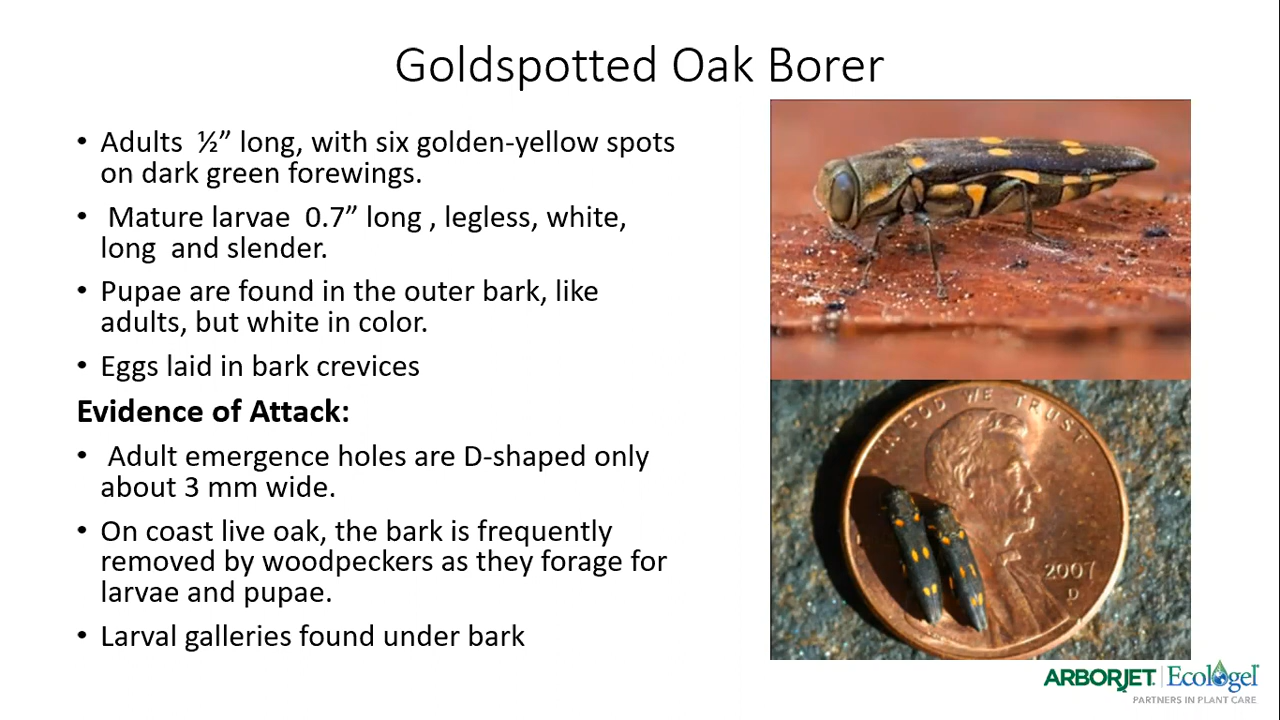 Goldspotted Oak Borer
• Adults ½” long, with six golden-yellow spots
on dark green forewings.
• Mature larvae 0.7” long , legless, white,
long and slender.
• Pupae are found in the outer bark, like
adults, but white in color.
• Eggs laid in bark crevices
Evidence of Attack:
• Adult emergence holes are D-shaped only
about 3 mm wide.
• On coast live oak, the bark is frequently
removed by woodpeckers as they forage for
larvae and pupae.
• Larval galleries found under bark
IN GOD WE TRUST
2007
D
ARBORJET | Ecologel
PARTNERS IN PLANT CARE